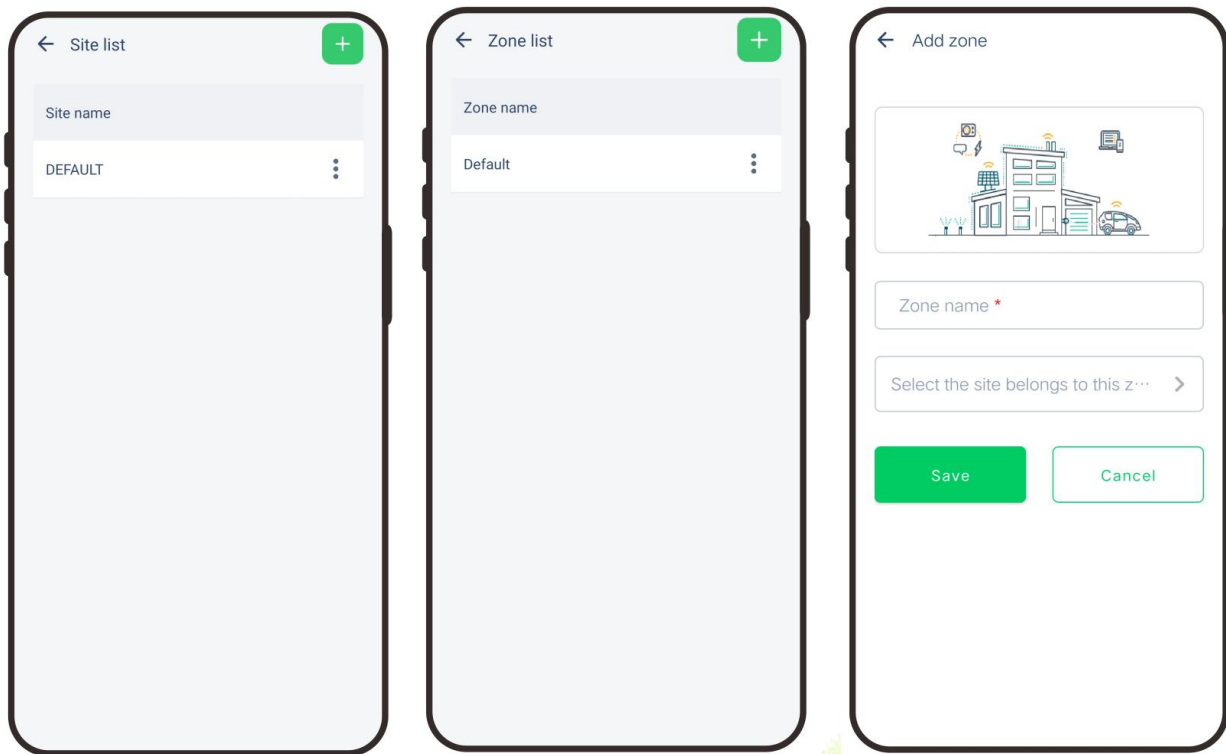 Site list
Site name
DEFAULT
Zone list
Zone name
Default
Add zone
Zone name *
Select the site belongs to this z···
Save
Cancel